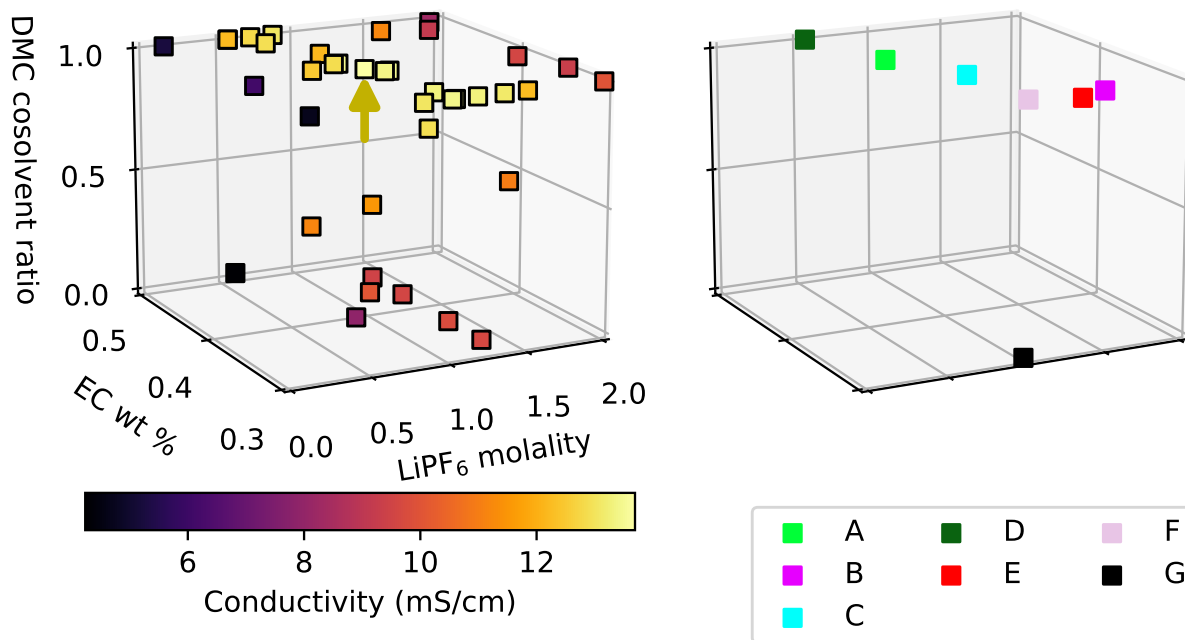 DMC cosolvent ratio
1.0
0.5
0.0
0.5
0.4
0.3
EC wt %
0.0
0.5
1.0
1.5
2.0
LiPF₆ molality
6
8
10
12
Conductivity (mS/cm)
A
D
F
B
E
G
C